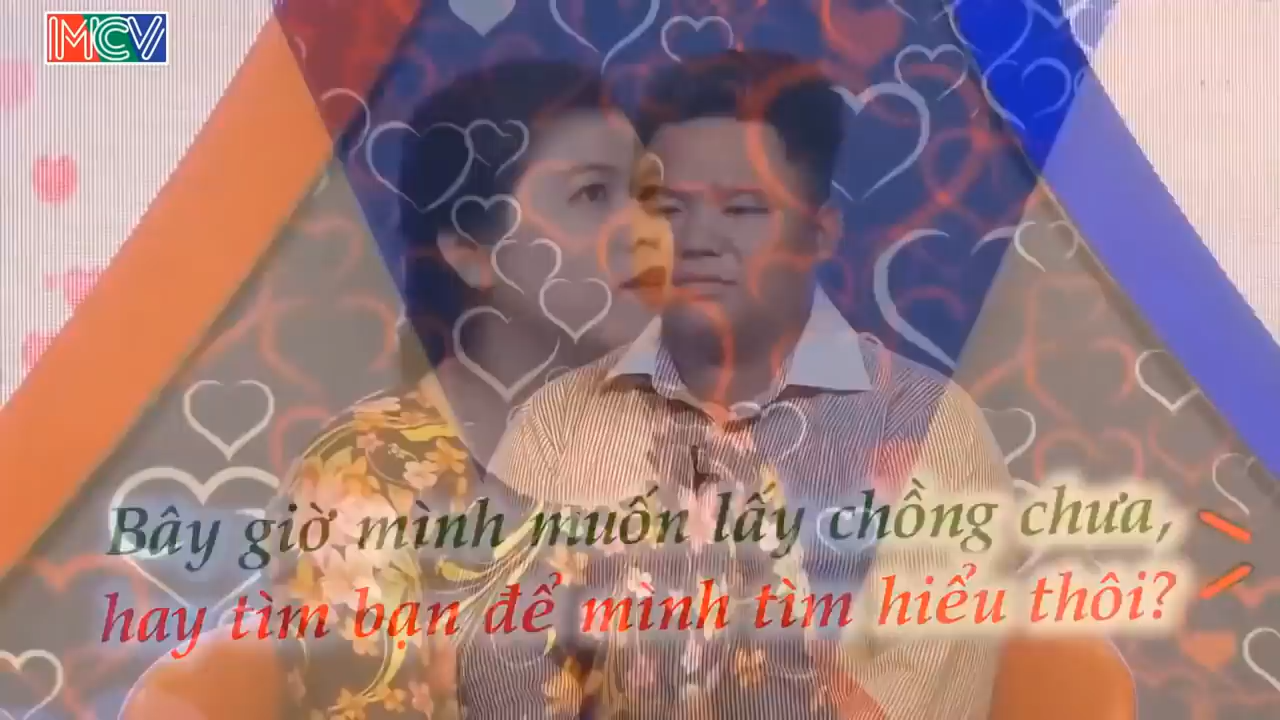 MCV
Bây giờ mình muốn lấy chồng chưa,
hay tìm bạn để mình tìm hiểu thôi?